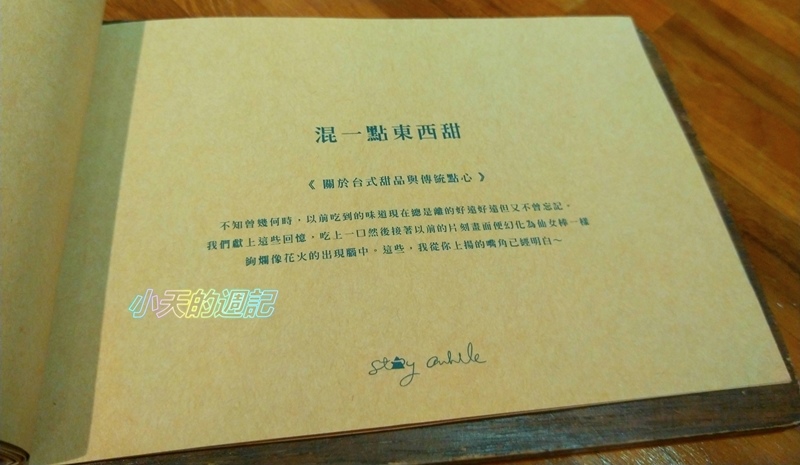 混一點東西甜
《 關於台式甜品與傳統點心 》
不知曾幾何時，以前吃到的味道現在總是離的好遠好遠但又不曾忘記。
我們獻上這些回憶，吃上一口然後接著以前的片刻畫面便幻化為仙女棒一樣
絢爛像花火的出現腦中。這些，我從你上揚的嘴角已經明白～
小天的週記
stay awhile